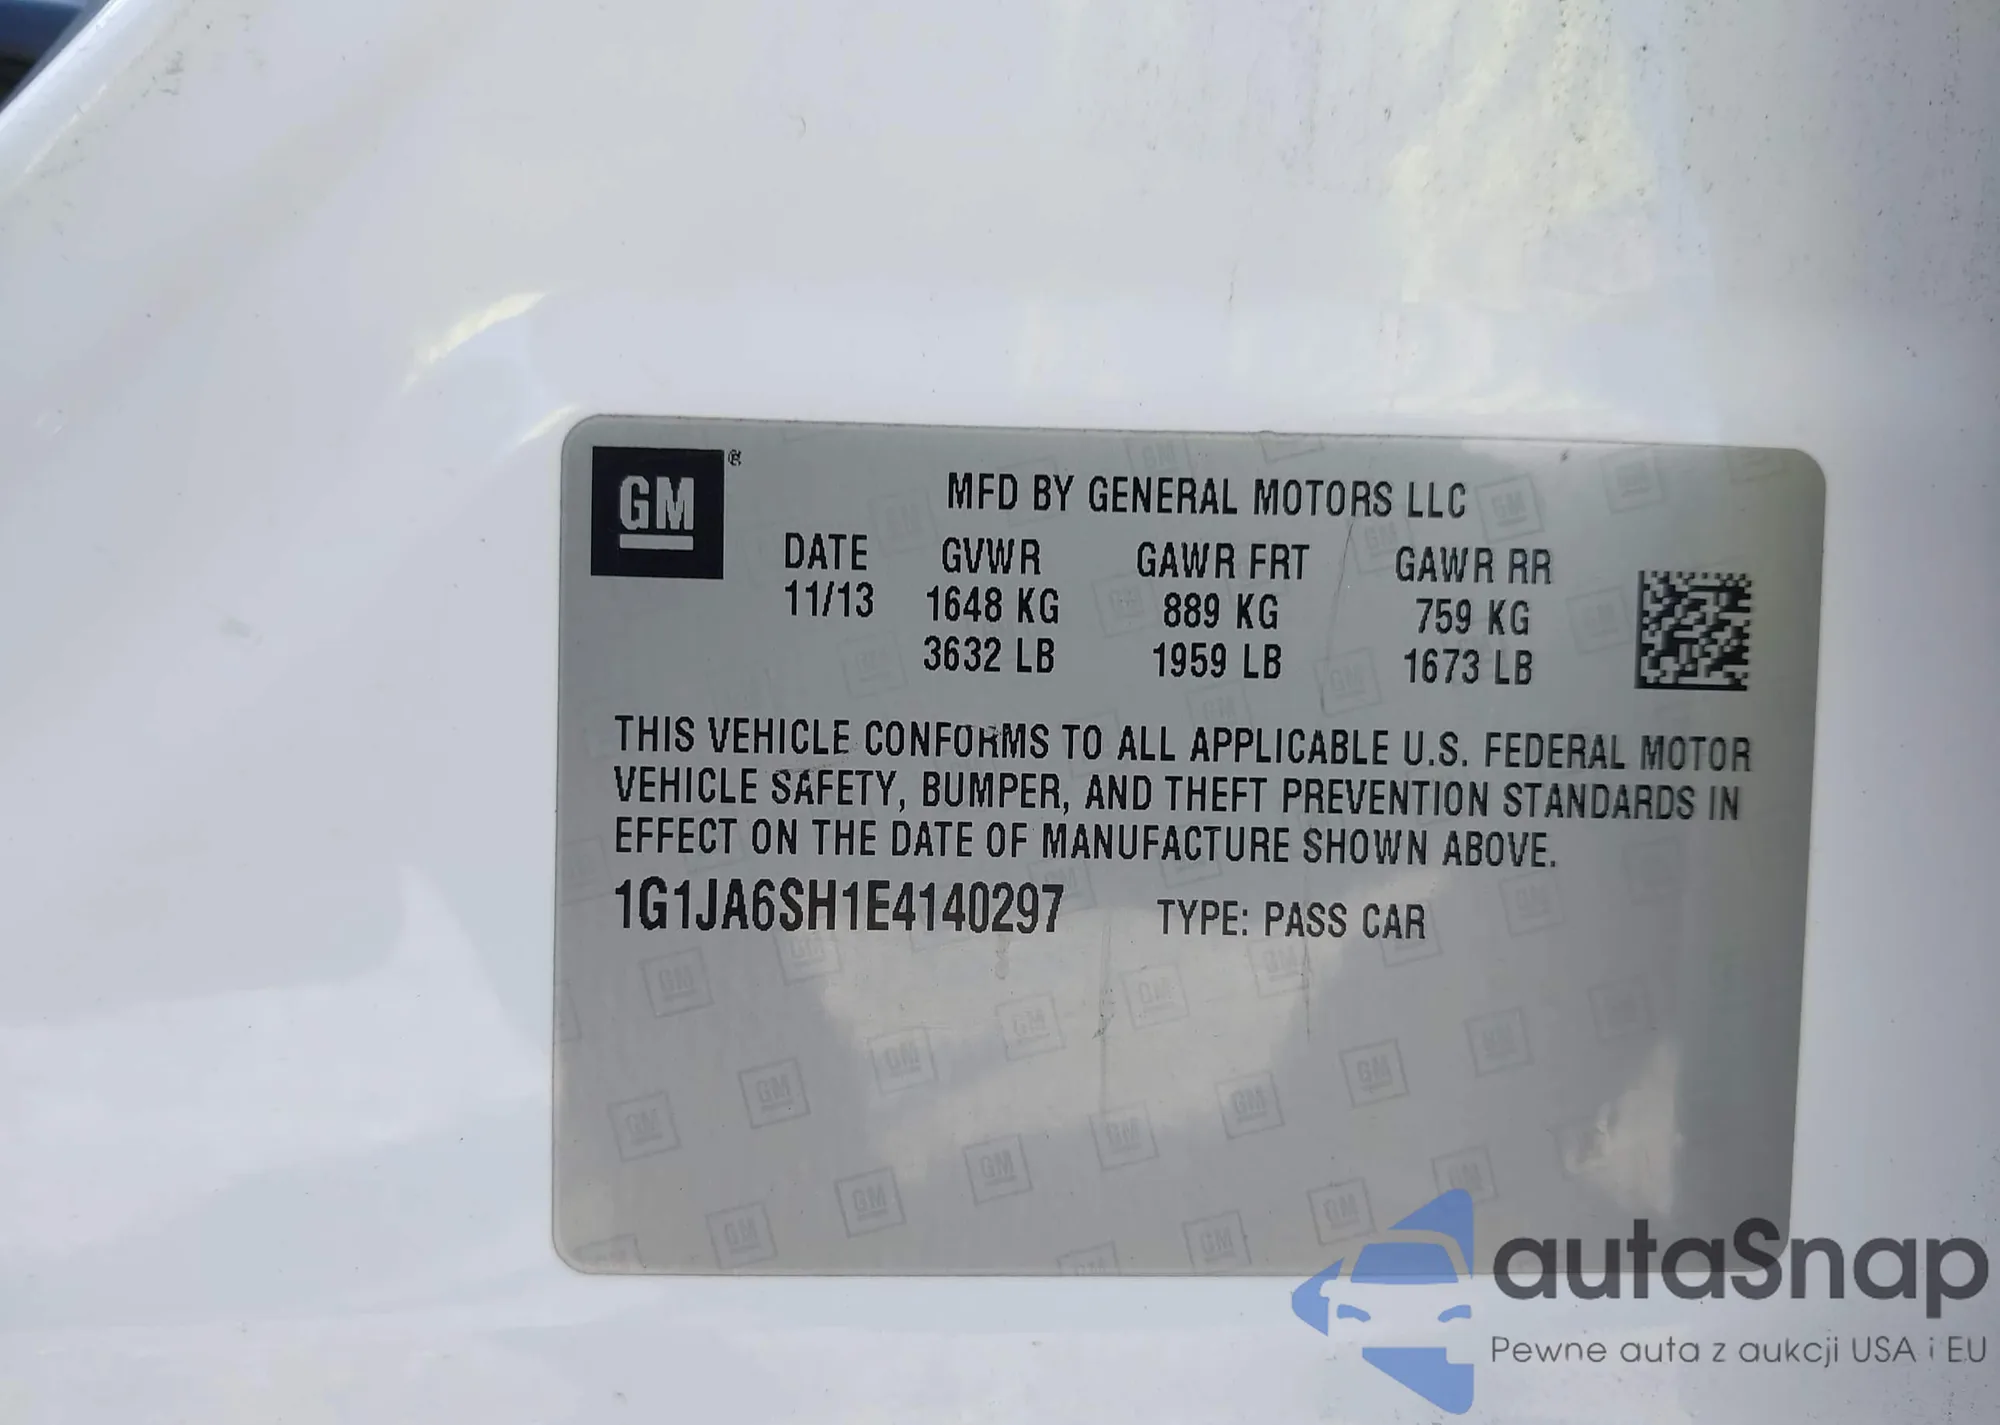 GM ®
MFD BY GENERAL MOTORS LLC
DATE GVWR GAWR FRT GAWR RR
11/13 1648 KG 889 KG 759 KG
3632 LB 1959 LB 1673 LB
THIS VEHICLE CONFORMS TO ALL APPLICABLE U.S. FEDERAL MOTOR
VEHICLE SAFETY, BUMPER, AND THEFT PREVENTION STANDARDS IN
EFFECT ON THE DATE OF MANUFACTURE SHOWN ABOVE.
1G1JA6SH1E4140297 TYPE: PASS CAR
autaSnap
Pewne auta z aukcji USA i EU